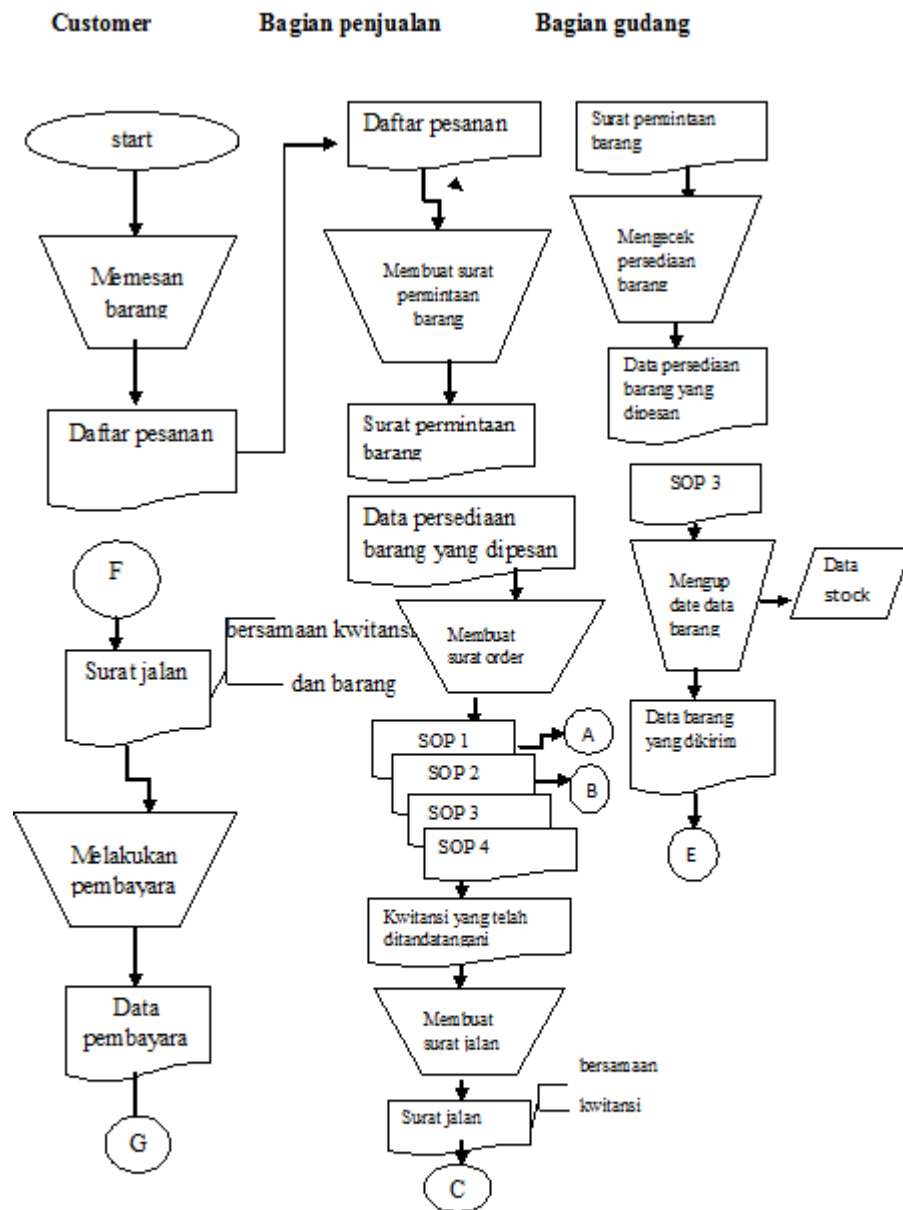 Customer Bagian penjualan Bagian gudang
start
Memesan
barang
Daftar pesanan
F
Surat jalan
bersamaan kwitansi
dan barang
Melakukan
pembayara
Data
pembayara
G
Daftar pesanan
Membuat surat
permintaan
barang
Surat permintaan
barang
Data persediaan
barang yang dipesan
Membuat
surat order
SOP 1
A
SOP 2
B
SOP 3
SOP 4
Kwitansi yang telah
ditandatangani
Membuat
surat jalan
Surat jalan
bersamaan
kwitansi
C
Surat permintaan
barang
Mengecek
persediaan
barang
Data persediaan
barang yang
dipesan
SOP 3
Mengup
date data
barang
Data
stock
Data barang
yang dikirim
E